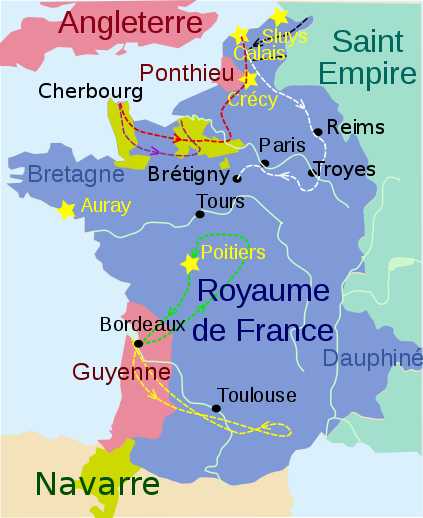 Angleterre
Sluys
Calais
Saint
Empire
Ponthieu
Cherbourg
Crécy
Reims
Paris
Bretagne
Brétigny
Troyes
Auray
Tours
Poitiers
Royaume
de France
Bordeaux
Dauphiné
Guyenne
Toulouse
Navarre